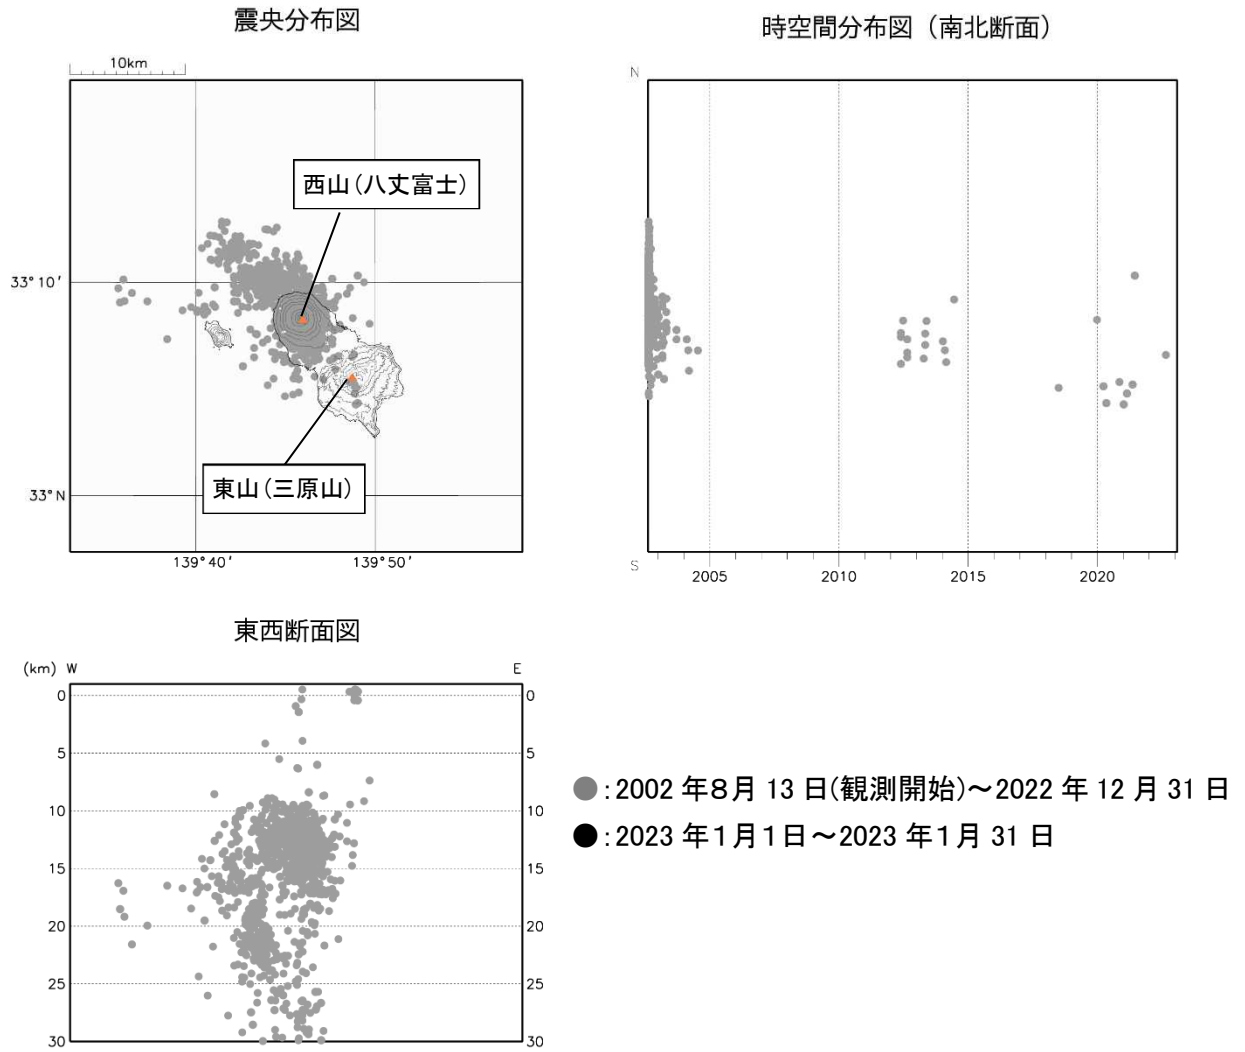 震央分布図
時空間分布図（南北断面）
10km
N
西山（八丈富士）
33°10′
東山（三原山）
33°N
139°40′
139°50′
S
2005
2010
2015
2020
東西断面図
(km) W
E
0
0
5
5
10
10
15
15
20
20
25
25
30
30
●:2002 年８月 13 日(観測開始)～2022 年 12 月 31 日
●:2023 年１月１日～2023 年１月 31 日